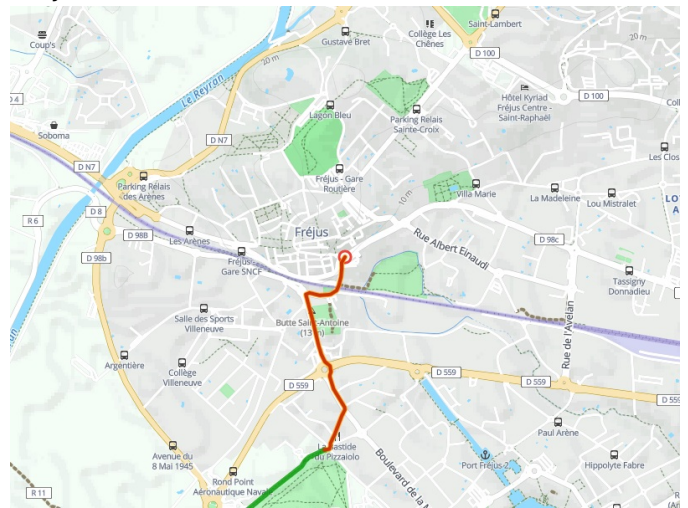 Saint-Lambert
Collège Les
Chênes
Coup's
Gustave Bret
D 100
20 m
20 m
Le Reyran
Hôtel Kyriad
Fréjus Centre -
Saint-Raphaël
D 100
D 4
Lagon Bleu
Parking Relais
Sainte-Croix
Soboma
D N7
Les Clos
D N7
Parking Rélais
des Arènes
Fréjus - Gare
Routière
10 m
Villa Marie
La Madeleine
Lou Mistralet
R 6
D 8
D 98B
Les Arènes
Fréjus
Rue Albert Einaudi
D 98c
D 98b
Fréjus
Gare SNCF
Tassigny
Donnadieu
Salle des Sports
Villeneuve
Butte Saint-Antoine
Rue de l'Avelan
Argentière
Collège
Villeneuve
D 559
D 559
D 559
Paul Arène
Avenue du
8 Mai 1945
La Bastide
du Pizzaiolo
Port Fréjus 2
Hippolyte Fabre
R 11
Rond Point
Aéronautique Naval
Boulevard de la M